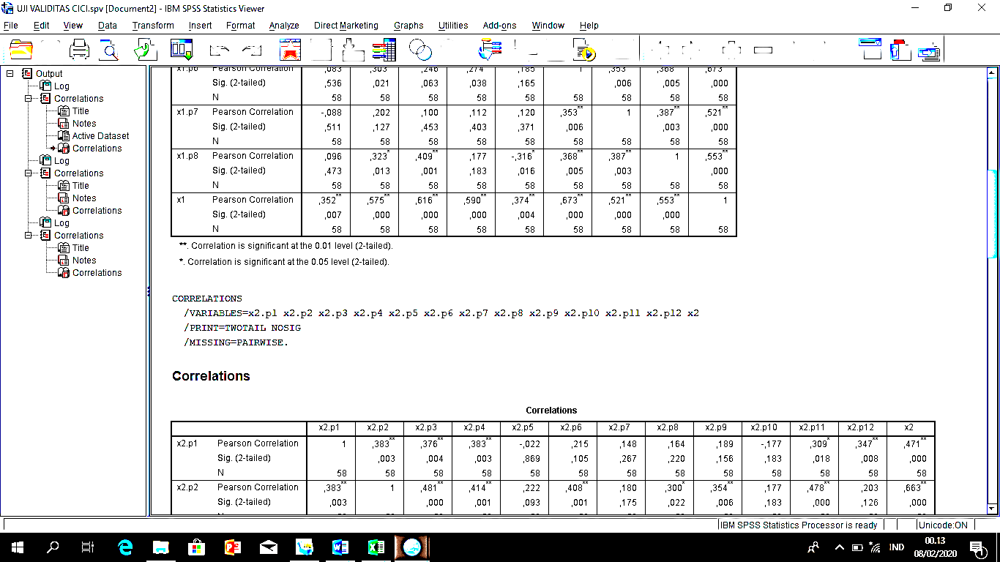 UJI VALIDITAS CICI.spv [Document2] - IBM SPSS Statistics Viewer
File Edit View Data Transform Insert Format Analyze Direct Marketing Graphs Utilities Add-ons Window Help
Output
Log
Correlations
Title
Notes
Active Dataset
Correlations
Log
Correlations
Title
Notes
Correlations
Log
Correlations
Title
Notes
Correlations
x1.p6 Pearson Correlation ,083 ,303 ,246 ,274 ,185 1 ,353 ,368 ,673
Sig. (2-tailed) ,536 ,021 ,063 ,038 ,165 ,006 ,005 ,000
N 58 58 58 58 58 58 58 58 58
x1.p7 Pearson Correlation -,088 ,202 ,100 ,112 ,120 ,353** 1 ,387** ,521**
Sig. (2-tailed) ,511 ,127 ,453 ,403 ,371 ,006 ,003 ,000
N 58 58 58 58 58 58 58 58 58
x1.p8 Pearson Correlation ,096 ,323* ,409** ,177 -,316* ,368** ,387** 1 ,553**
Sig. (2-tailed) ,473 ,013 ,001 ,183 ,016 ,005 ,003 ,000
N 58 58 58 58 58 58 58 58 58
x1 Pearson Correlation ,352** ,575** ,616** ,590** ,374** ,673** ,521** ,553** 1
Sig. (2-tailed) ,007 ,000 ,000 ,000 ,004 ,000 ,000 ,000
N 58 58 58 58 58 58 58 58 58
**. Correlation is significant at the 0.01 level (2-tailed).
*. Correlation is significant at the 0.05 level (2-tailed).
CORRELATIONS
/VARIABLES=x2.p1 x2.p2 x2.p3 x2.p4 x2.p5 x2.p6 x2.p7 x2.p8 x2.p9 x2.p10 x2.p11 x2.p12 x2
/PRINT=TWOTAIL NOSIG
/MISSING=PAIRWISE.
Correlations
Correlations
x2.p1 x2.p2 x2.p3 x2.p4 x2.p5 x2.p6 x2.p7 x2.p8 x2.p9 x2.p10 x2.p11 x2.p12 x2
x2.p1 Pearson Correlation 1 ,383** ,376** ,383** -,022 ,215 ,148 ,164 ,189 -,177 ,309* ,347** ,471**
Sig. (2-tailed) ,003 ,004 ,003 ,869 ,105 ,267 ,220 ,156 ,183 ,018 ,008 ,000
N 58 58 58 58 58 58 58 58 58 58 58 58 58
x2.p2 Pearson Correlation ,383** 1 ,481** ,414** ,222 ,408** ,180 ,300* ,354** ,177 ,478** ,203 ,663**
Sig. (2-tailed) ,003 ,000 ,001 ,093 ,001 ,175 ,022 ,006 ,183 ,000 ,126 ,000
IBM SPSS Statistics Processor is ready Unicode:ON
IND 00.13
08/02/2020